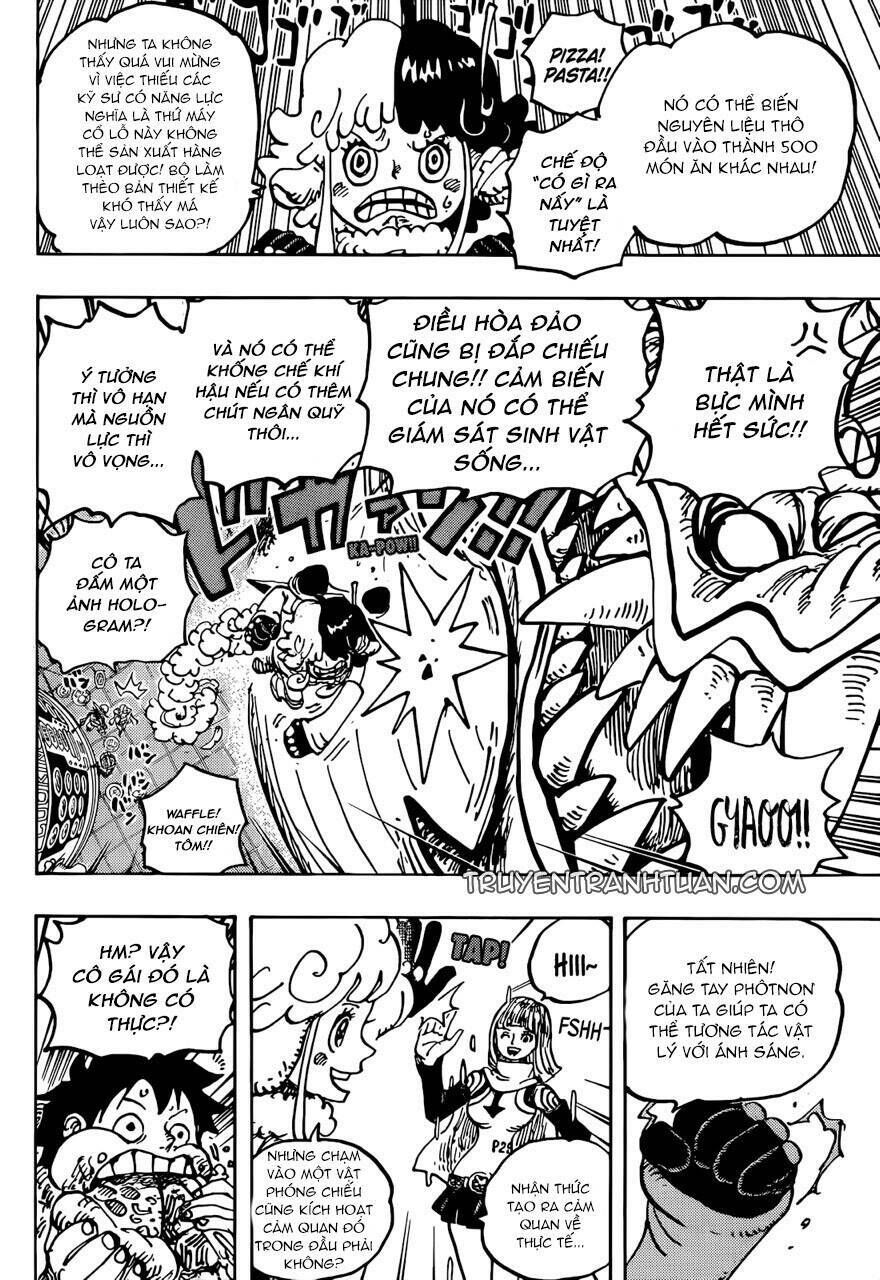 NHƯNG TA KHÔNG
THẤY QUÁ VUI MỪNG
VÌ VIỆC THIẾU CÁC
KỸ SƯ CÓ NĂNG LỰC
NGHĨA LÀ THỨ MÁY
CỔ LỖ NÀY KHÔNG
THỂ SẢN XUẤT HÀNG
LOẠT ĐƯỢC! BỘ LÀM
THÈO BẢN THIẾT KẾ
KHÓ THẤY MÁ
VẬY LUÔN SAO?!
PIZZA!
PASTA!!
CHẾ ĐỘ
"CÓ GÌ RA
NẤY" LÀ
TUYỆT
NHẤT!
NÓ CÓ THỂ BIẾN
NGUYÊN LIỆU THÔ
ĐẦU VÀO THÀNH 500
MÓN ĂN KHÁC NHAU!
Ý TƯỞNG
THÌ VÔ HẠN
MÀ NGUỒN
LỰC THÌ
VÔ VỌNG...
VÀ NÓ CÓ THỂ
KHỐNG CHẾ KHÍ
HẬU NẾU CÓ THÊM
CHÚT NGÂN QUỸ
THÔI...
ĐIỀU HÒA ĐẢO
CŨNG BỊ ĐẮP CHIẾU
CHUNG!! CẢM BIẾN
CỦA NÓ CÓ THỂ
GIÁM SÁT SINH VẬT
SỐNG...
THẬT LÀ
BỰC MÌNH
HẾT SỨC!!
ドカァン!!
KA-POW!!
CÔ TA
ĐẤM MỘT
ẢNH HOLO-
GRAM?!
WAFFLE!
KHOAN CHIÊN!
TÔM!!
GYAOO!!
TRUYENTRANHTUAN.COM
HM? VẬY
CÔ GÁI ĐÓ LÀ
KHÔNG CÓ
THỰC?!
TAP!
HIII~
FSHH-
P25
NHƯNG CHẠM
VÀO MỘT VẬT
PHÓNG CHIẾU
CŨNG KÍCH HOẠT
CẢM QUAN ĐÓ
TRONG ĐẦU PHẢI
KHÔNG?
NHẬN THỨC
TẠO RA CẢM
QUAN VỀ
THỰC TẾ...
TẤT NHIÊN!
GĂNG TAY PHÔTNON
CỦA TA GIÚP TA CÓ
THỂ TƯƠNG TÁC VẬT
LÝ VỚI ÁNH SÁNG.